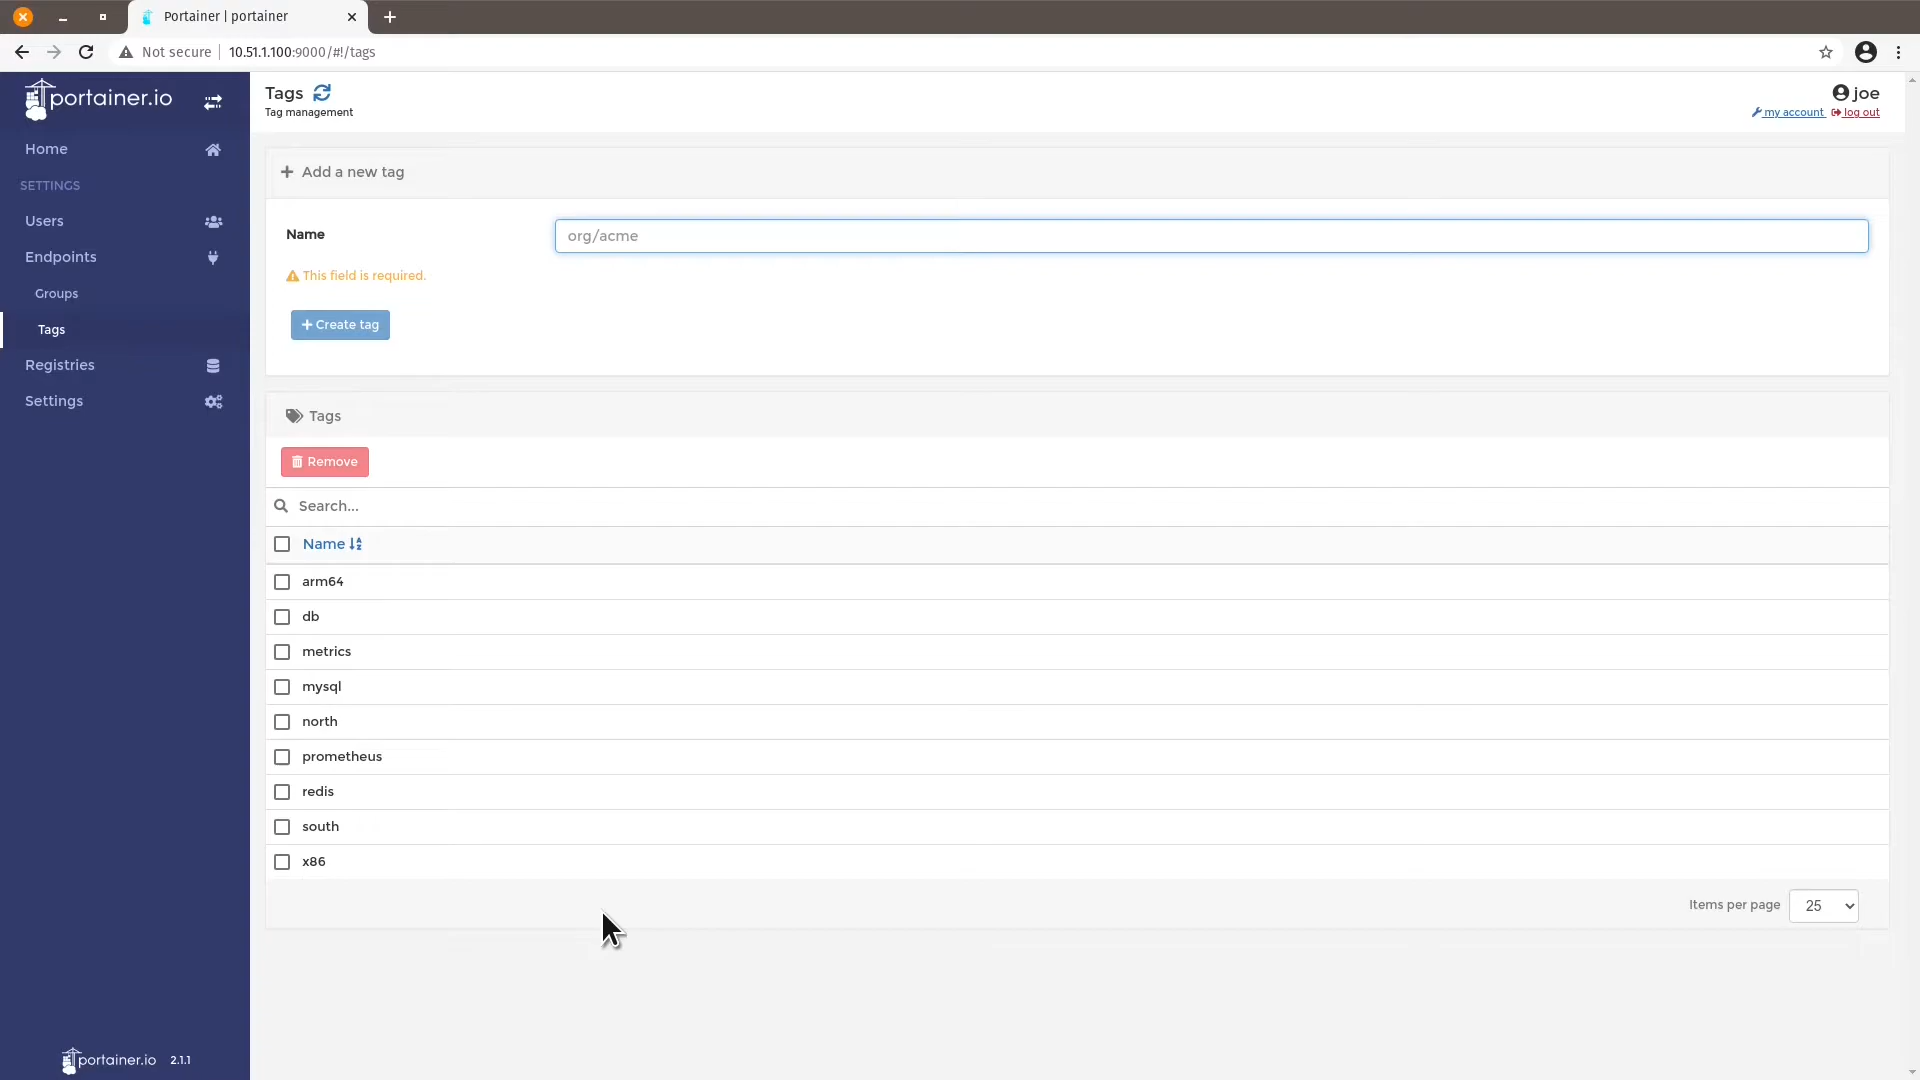 Portainer | portainer
Not secure
10.51.1.100:9000/#!/tags
portainer.io
Home
SETTINGS
Users
Endpoints
Groups
Tags
Registries
Settings
portainer.io 2.1.1
Tags
Tag management
joe
my account log out
Add a new tag
Name
org/acme
This field is required.
Create tag
Tags
Remove
Search...
Name
arm64
db
metrics
mysql
north
prometheus
redis
south
x86
Items per page 25